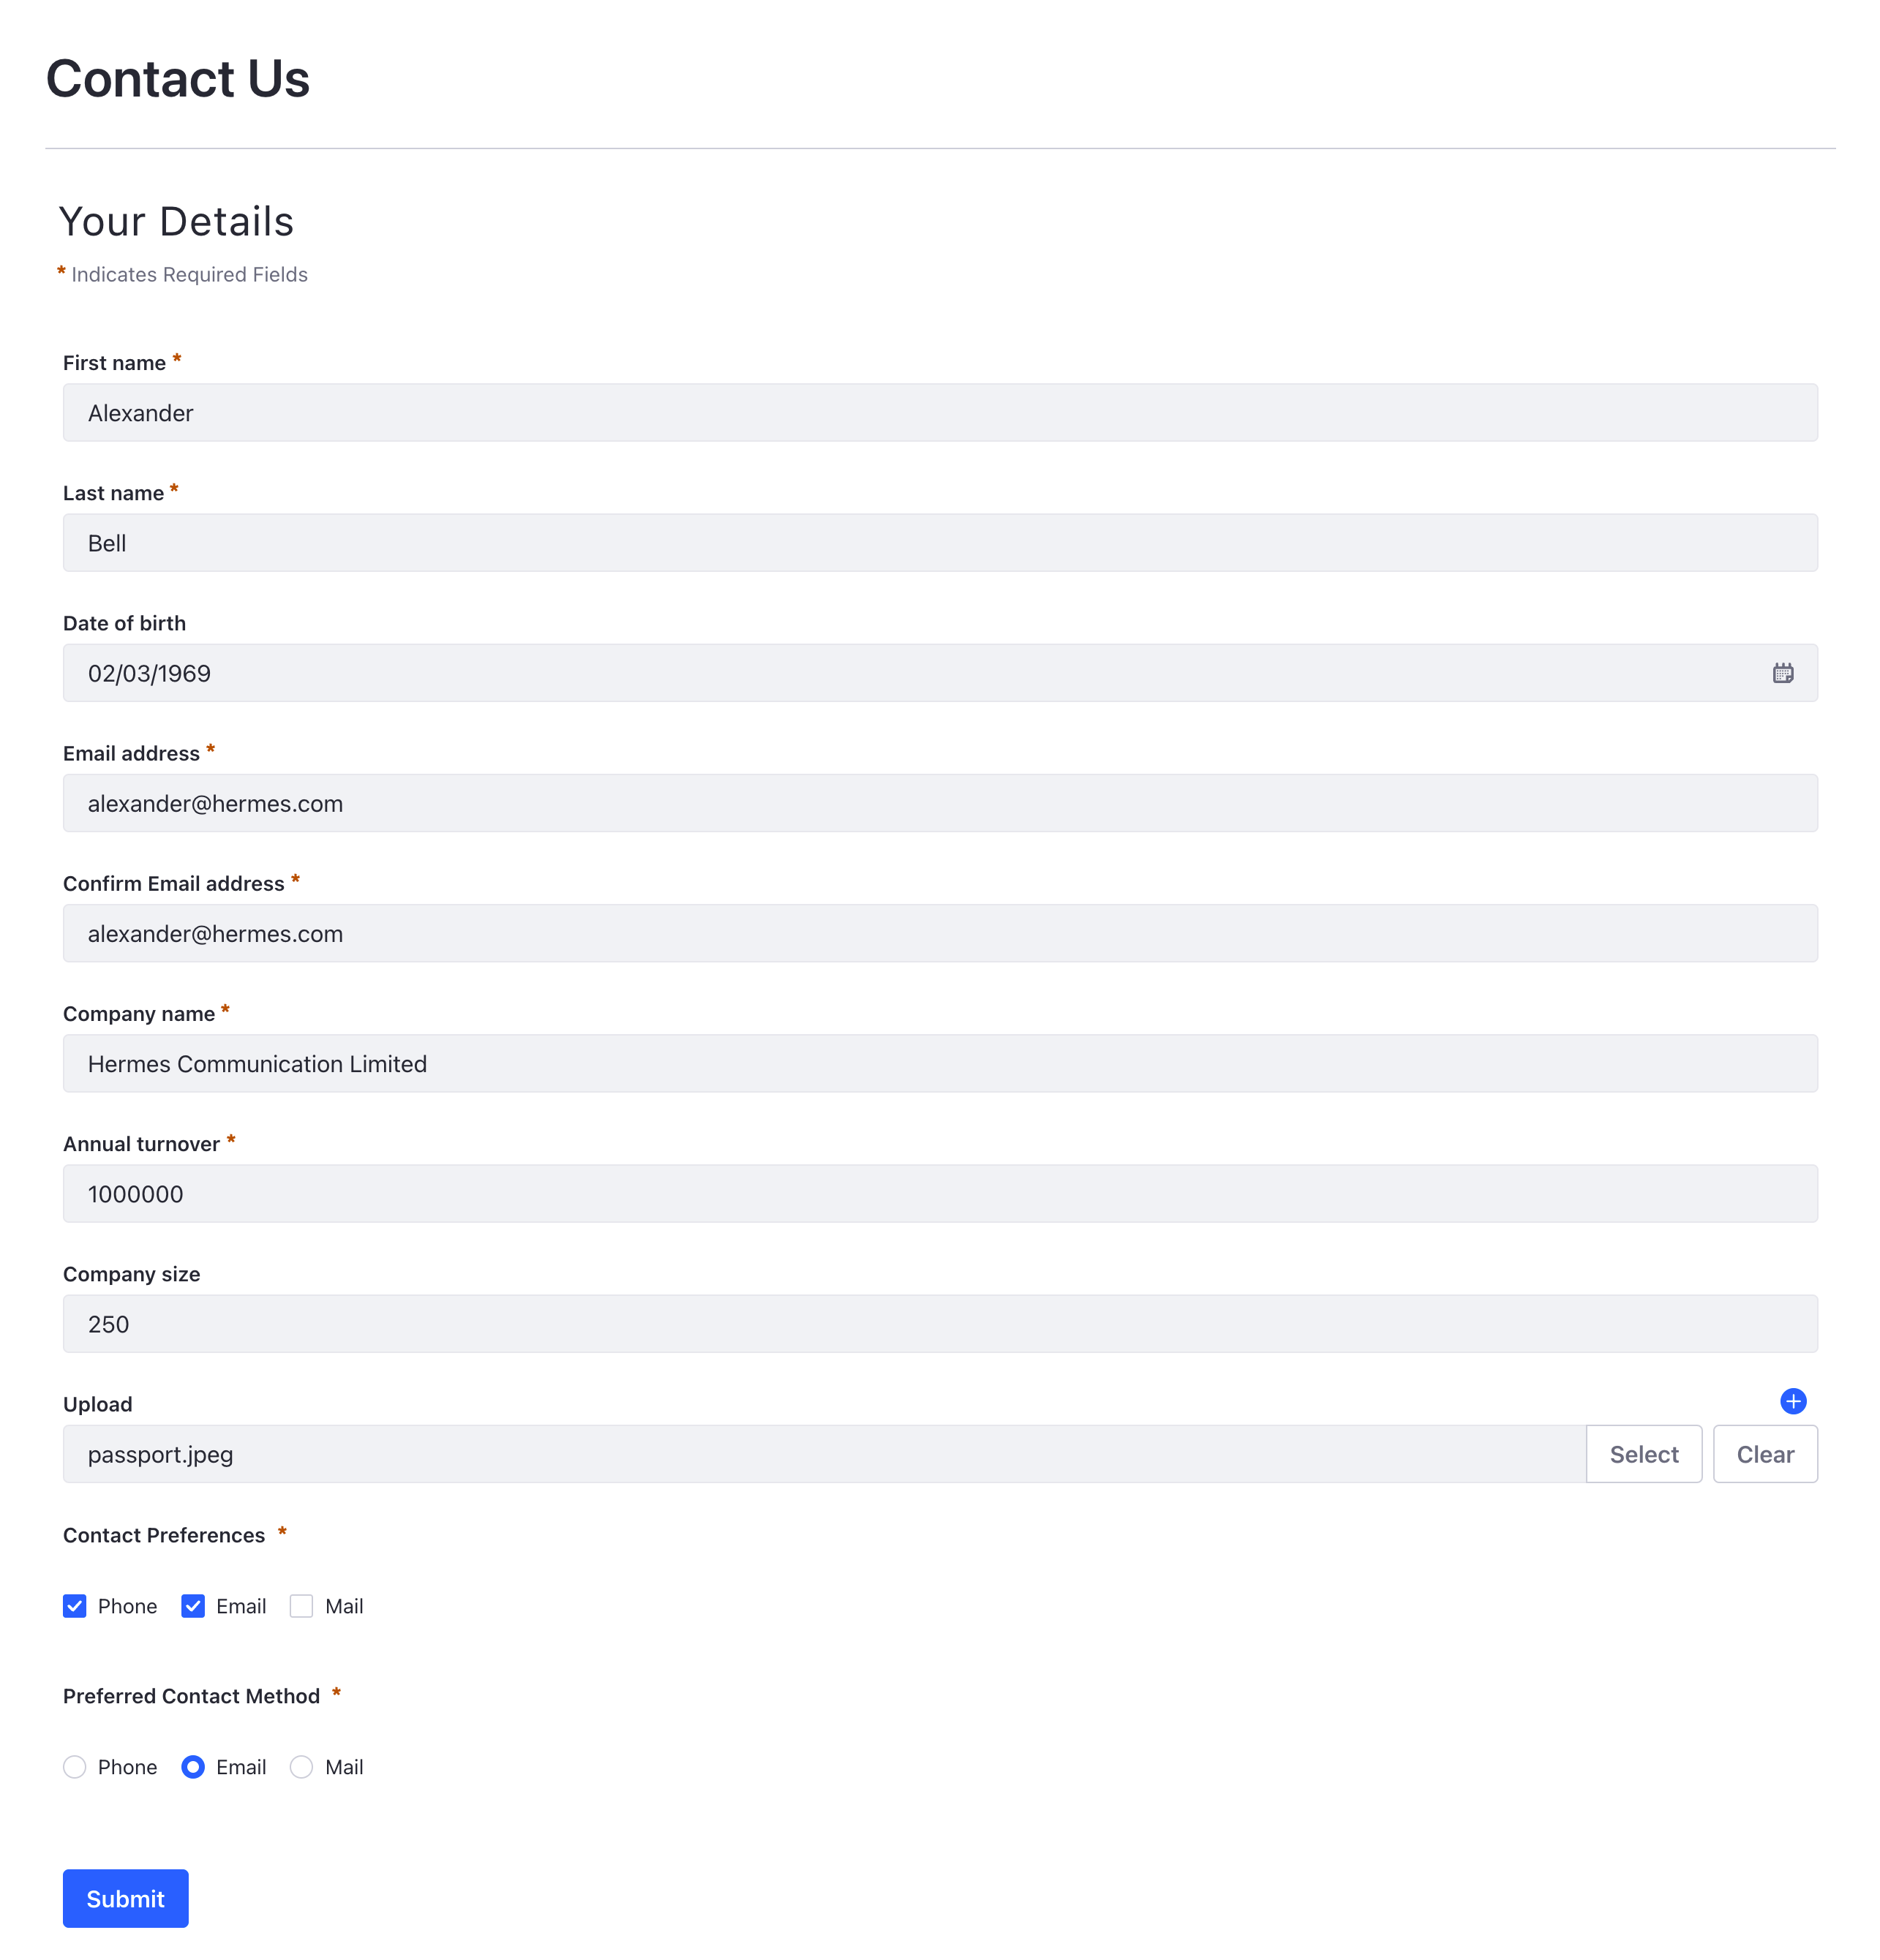 Contact Us
Your Details
* Indicates Required Fields
First name *
Alexander
Last name *
Bell
Date of birth
02/03/1969
Email address *
alexander@hermes.com
Confirm Email address *
alexander@hermes.com
Company name *
Hermes Communication Limited
Annual turnover *
1000000
Company size
250
Upload
passport.jpeg Select Clear
Contact Preferences *
Phone Email Mail
Preferred Contact Method *
Phone Email Mail
Submit